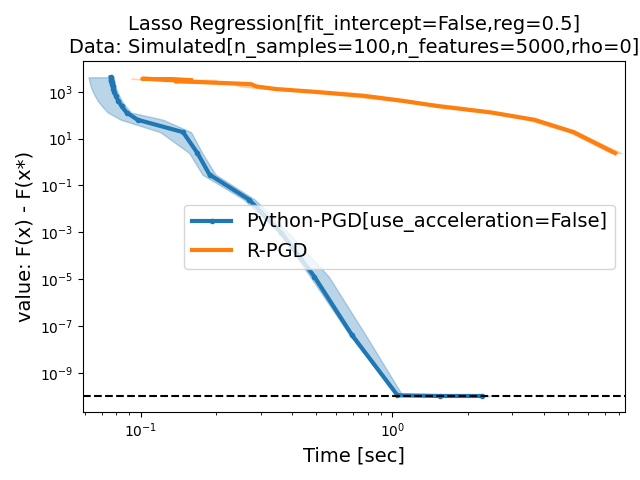 Lasso Regression[fit_intercept=False,reg=0.5]
Data: Simulated[n_samples=100,n_features=5000,rho=0]
value: F(x) - F(x*)
10³
10¹
10⁻¹
10⁻³
10⁻⁵
10⁻⁷
10⁻⁹
Python-PGD[use_acceleration=False]
R-PGD
10⁻¹
10⁰
Time [sec]